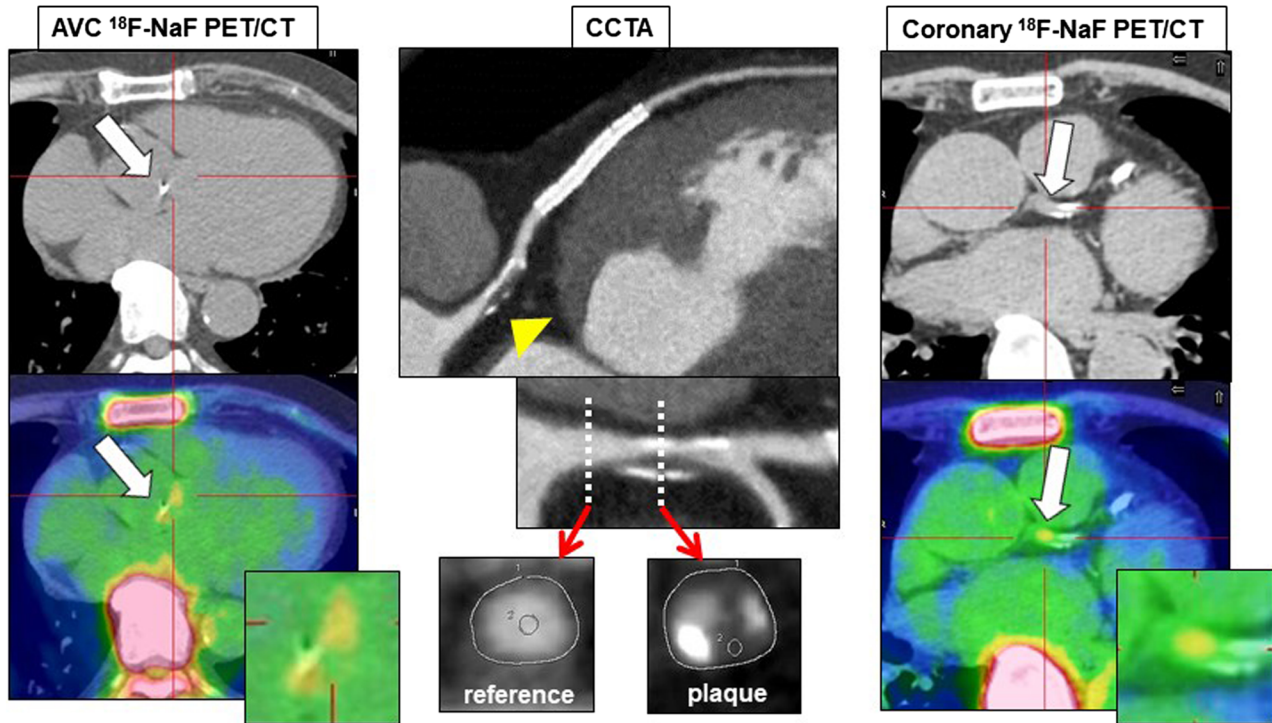 AVC ¹⁸F-NaF PET/CT
CCTA
Coronary ¹⁸F-NaF PET/CT
R
R
1
2
reference
1
2
plaque